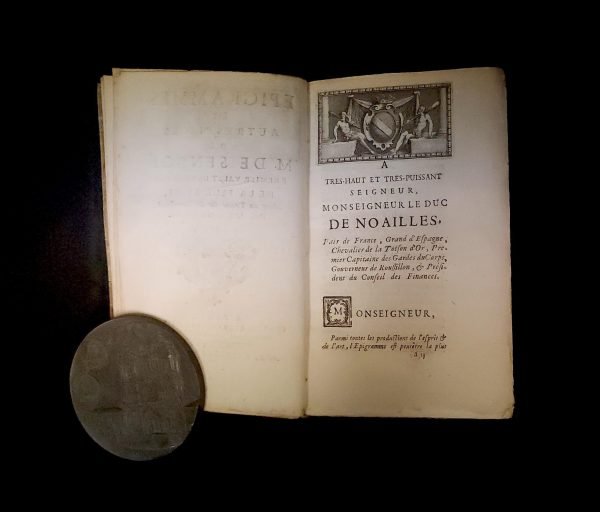 A
TRES-HAUT ET TRES-PUISSANT
SEIGNEUR,
MONSEIGNEUR LE DUC
DE NOAILLES,
Pair de France, Grand d'Espagne,
Chevalier de la Toison d'Or, Pre-
mier Capitaine des Gardes du Corps,
Gouverneur de Roussillon, & Prési-
dent du Conseil des Finances.
MONSEIGNEUR,
Parmi toutes les productions de l'esprit &
de l'art, l'Epigramme est peutêtre la plus
a ij